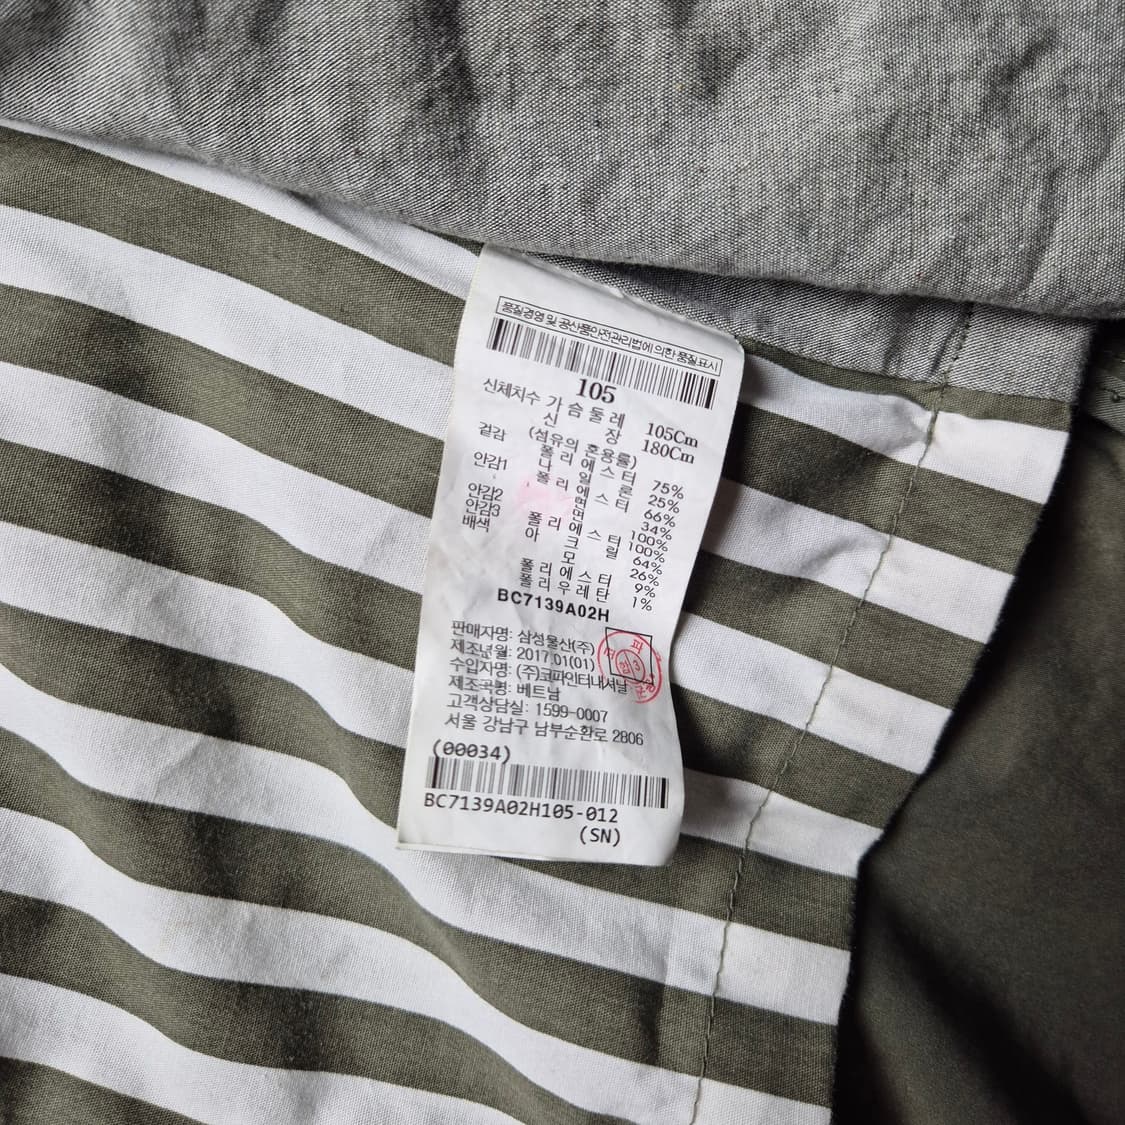 품질경영 및 공산품안전관리법에 의한 품질표시
105
신체치수 가슴둘레 105Cm
신 장 180Cm
(섬유의 혼용률)
겉감 폴리에스터 75%
나 일 론 25%
안감1 폴리에스터 66%
면 34%
안감2 면 100%
안감3 폴리에스터 100%
배색 아 크 릴 64%
모 26%
폴리에스터 9%
폴리우레탄 1%
BC7139A02H
판매자명: 삼성물산(주)
제조년월: 2017.01(01)
수입자명: (주)코파인터내셔날
제조국명: 베트남
고객상담실: 1599-0007
서울 강남구 남부순환로 2806
(00034)
BC7139A02H105-012
(SN)